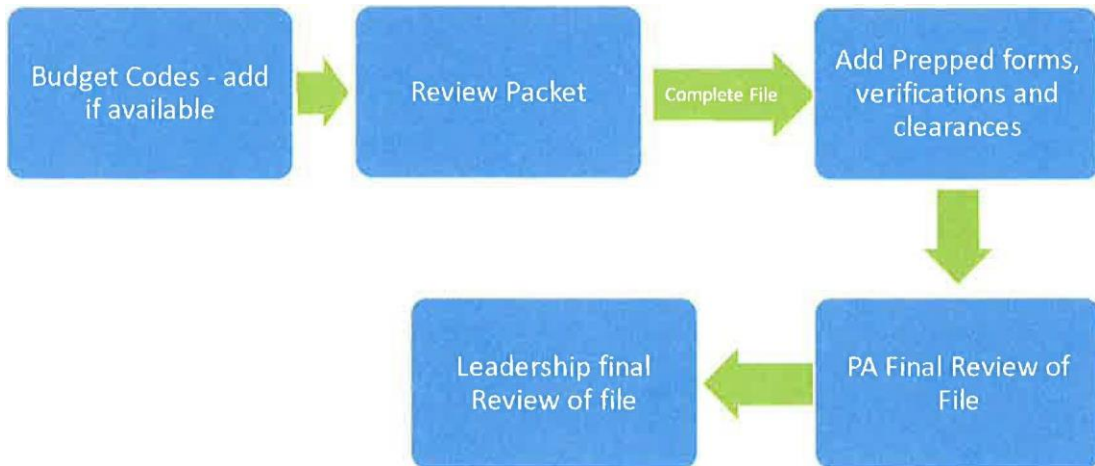 Budget Codes - add
if available
Review Packet
Complete File
Add Prepped forms,
verifications and
clearances
PA Final Review of
File
Leadership final
Review of file